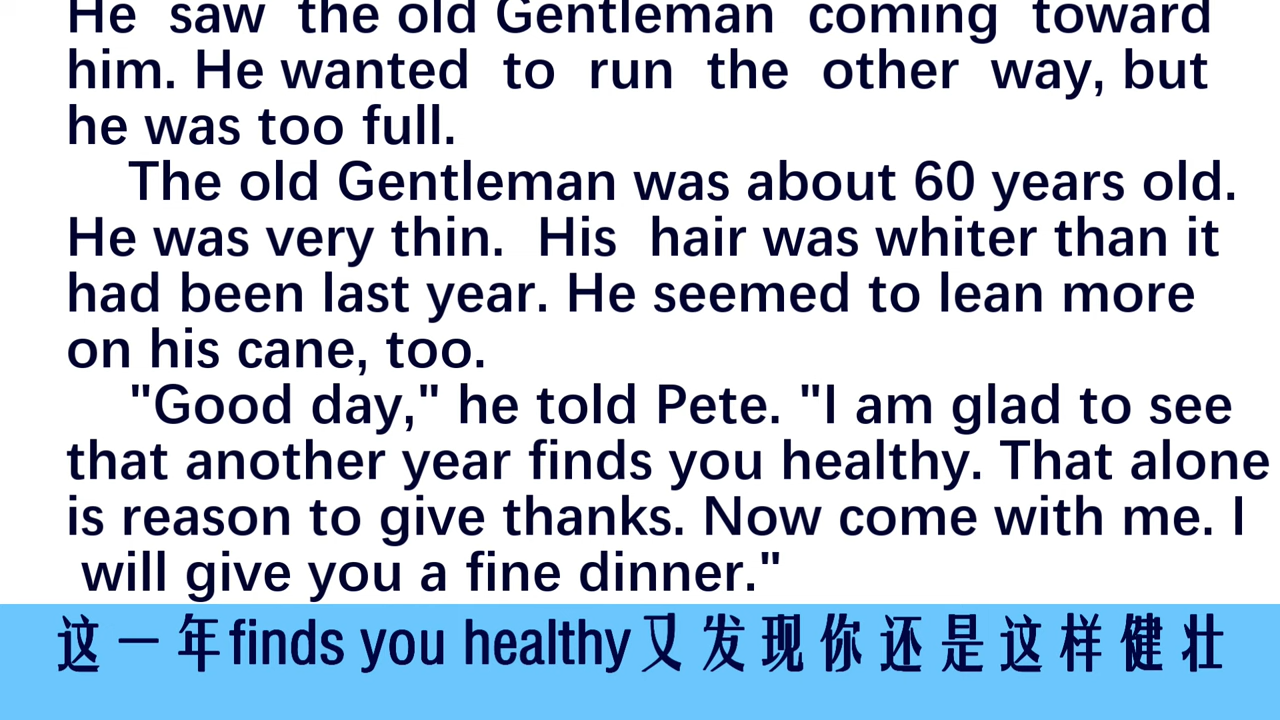 He saw the old Gentleman coming toward
him. He wanted to run the other way, but
he was too full.
The old Gentleman was about 60 years old.
He was very thin. His hair was whiter than it
had been last year. He seemed to lean more
on his cane, too.
"Good day," he told Pete. "I am glad to see
that another year finds you healthy. That alone
is reason to give thanks. Now come with me. I
will give you a fine dinner."
这一年finds you healthy又发现你还是这样健壮